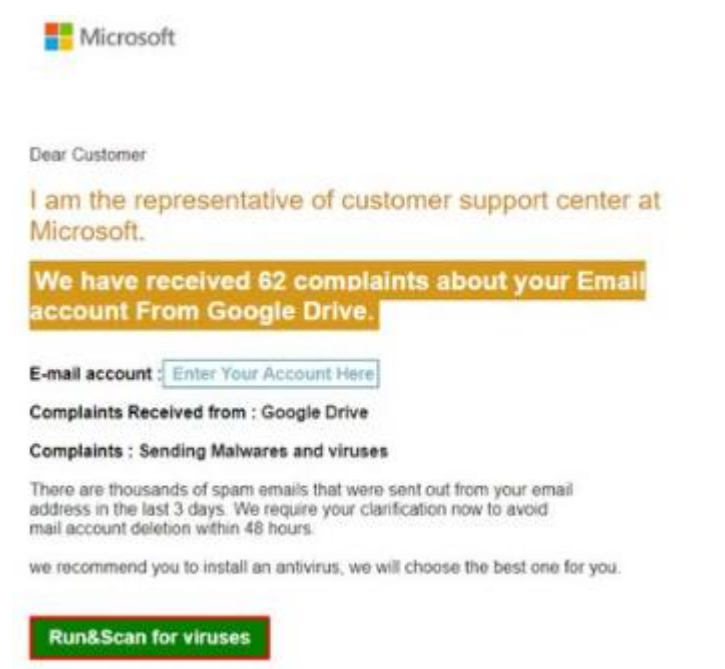 Microsoft
Dear Customer
I am the representative of customer support center at
Microsoft.
We have received 62 complaints about your Email
account From Google Drive.
E-mail account : Enter Your Account Here
Complaints Received from : Google Drive
Complaints : Sending Malwares and viruses
There are thousands of spam emails that were sent out from your email
address in the last 3 days. We require your clarification now to avoid
mail account deletion within 48 hours.
we recommend you to install an antivirus, we will choose the best one for you.
Run&Scan for viruses